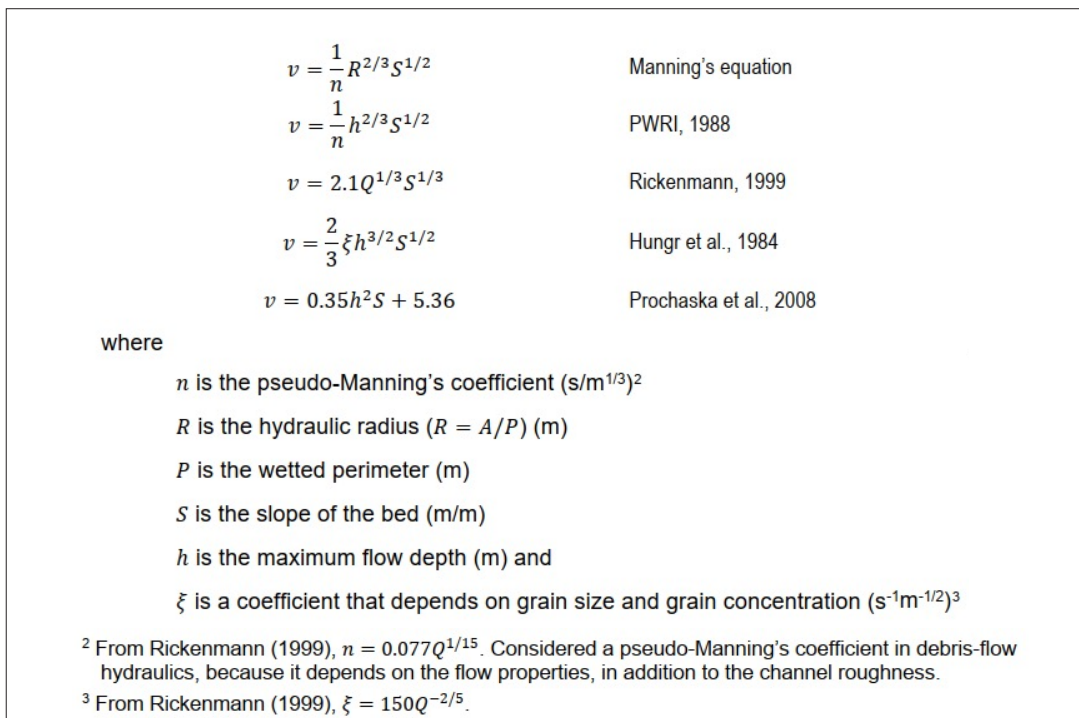 v = 1/n R^{2/3}S^{1/2} Manning's equation
v = 1/n h^{2/3}S^{1/2} PWRI, 1988
v = 2.1Q^{1/3}S^{1/3} Rickenmann, 1999
v = 2/3 ξh^{3/2}S^{1/2} Hungr et al., 1984
v = 0.35h²S + 5.36 Prochaska et al., 2008
where
n is the pseudo-Manning's coefficient (s/m^{1/3})²
R is the hydraulic radius (R = A/P) (m)
P is the wetted perimeter (m)
S is the slope of the bed (m/m)
h is the maximum flow depth (m) and
ξ is a coefficient that depends on grain size and grain concentration (s^{-1}m^{-1/2})³
² From Rickenmann (1999), n = 0.077Q^{1/15}. Considered a pseudo-Manning's coefficient in debris-flow
hydraulics, because it depends on the flow properties, in addition to the channel roughness.
³ From Rickenmann (1999), ξ = 150Q^{-2/5}.